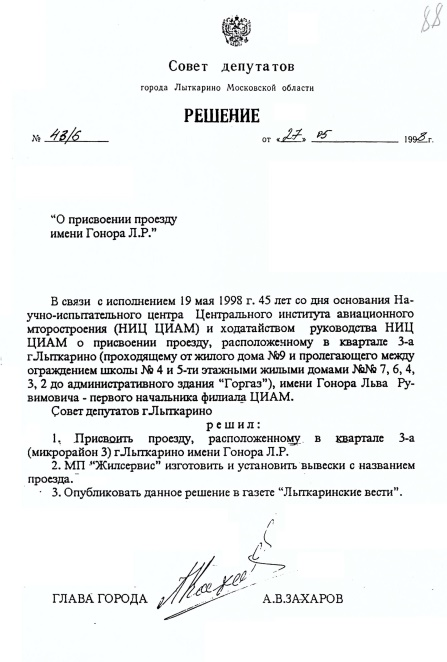 88
Совет депутатов
города Лыткарино Московской области
РЕШЕНИЕ
№ 43/6 от «27» 05 1998г.
"О присвоении проезду
имени Гонора Л.Р."
В связи с исполнением 19 мая 1998 г. 45 лет со дня основания На-
учно-испытательного центра Центрального института авиационного
мторостроения (НИЦ ЦИАМ) и ходатайством руководства НИЦ
ЦИАМ о присвоении проезду, расположенному в квартале 3-а
г.Лыткарино (проходящему от жилого дома №9 и пролегающего между
ограждением школы № 4 и 5-ти этажными жилыми домами №№ 7, 6, 4,
3, 2 до административного здания "Горгаз"), имени Гонора Льва Ру-
вимовича - первого начальника филиала ЦИАМ.
Совет депутатов г.Лыткарино
р е ш и л :
1. Присвоить проезду, расположенному в квартале 3-а
(микрорайон 3) г.Лыткарино имени Гонора Л.Р.
2. МП "Жилсервис" изготовить и установить вывески с названием
проезда.
3. Опубликовать данное решение в газете "Лыткаринские вести".
ГЛАВА ГОРОДА А.В.ЗАХАРОВ